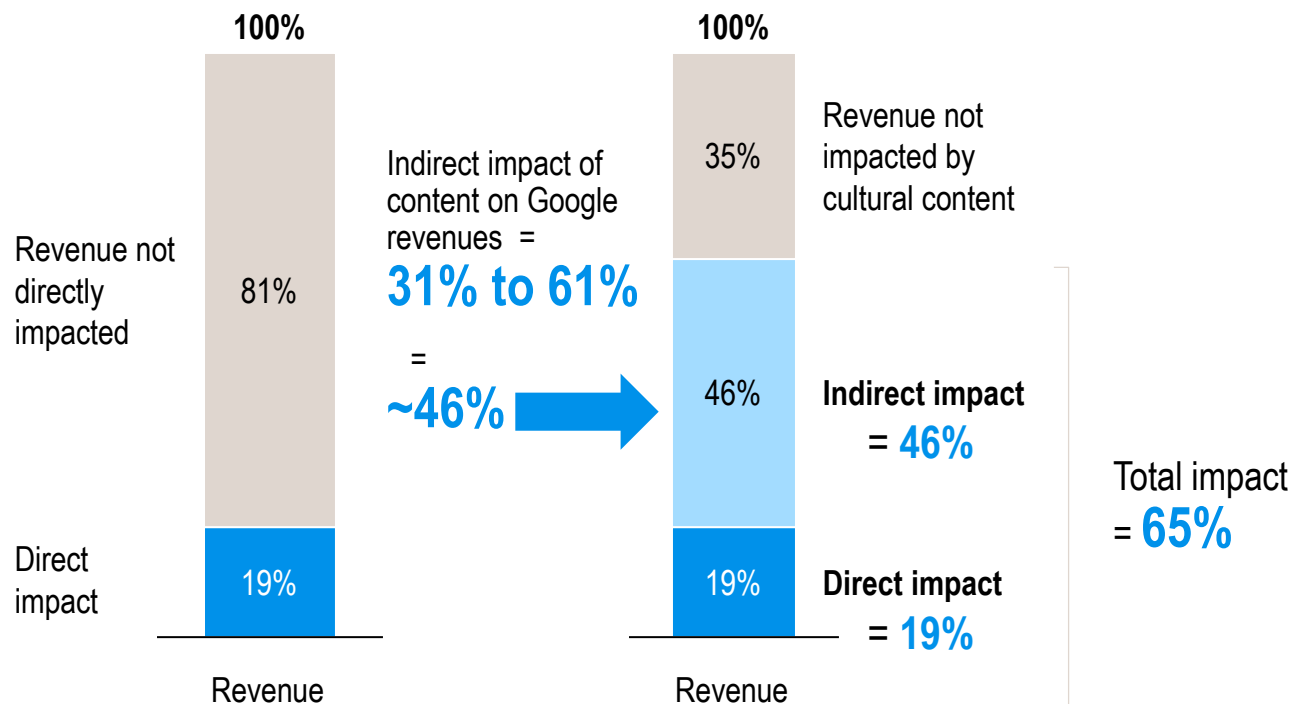 100%
Revenue not
directly
impacted
81%
Direct
impact
19%
Revenue
Indirect impact of
content on Google
revenues =
31% to 61%
=
~46%
100%
35%
46%
19%
Revenue
Revenue not
impacted by
cultural content
Indirect impact
= 46%
Direct impact
= 19%
Total impact
= 65%